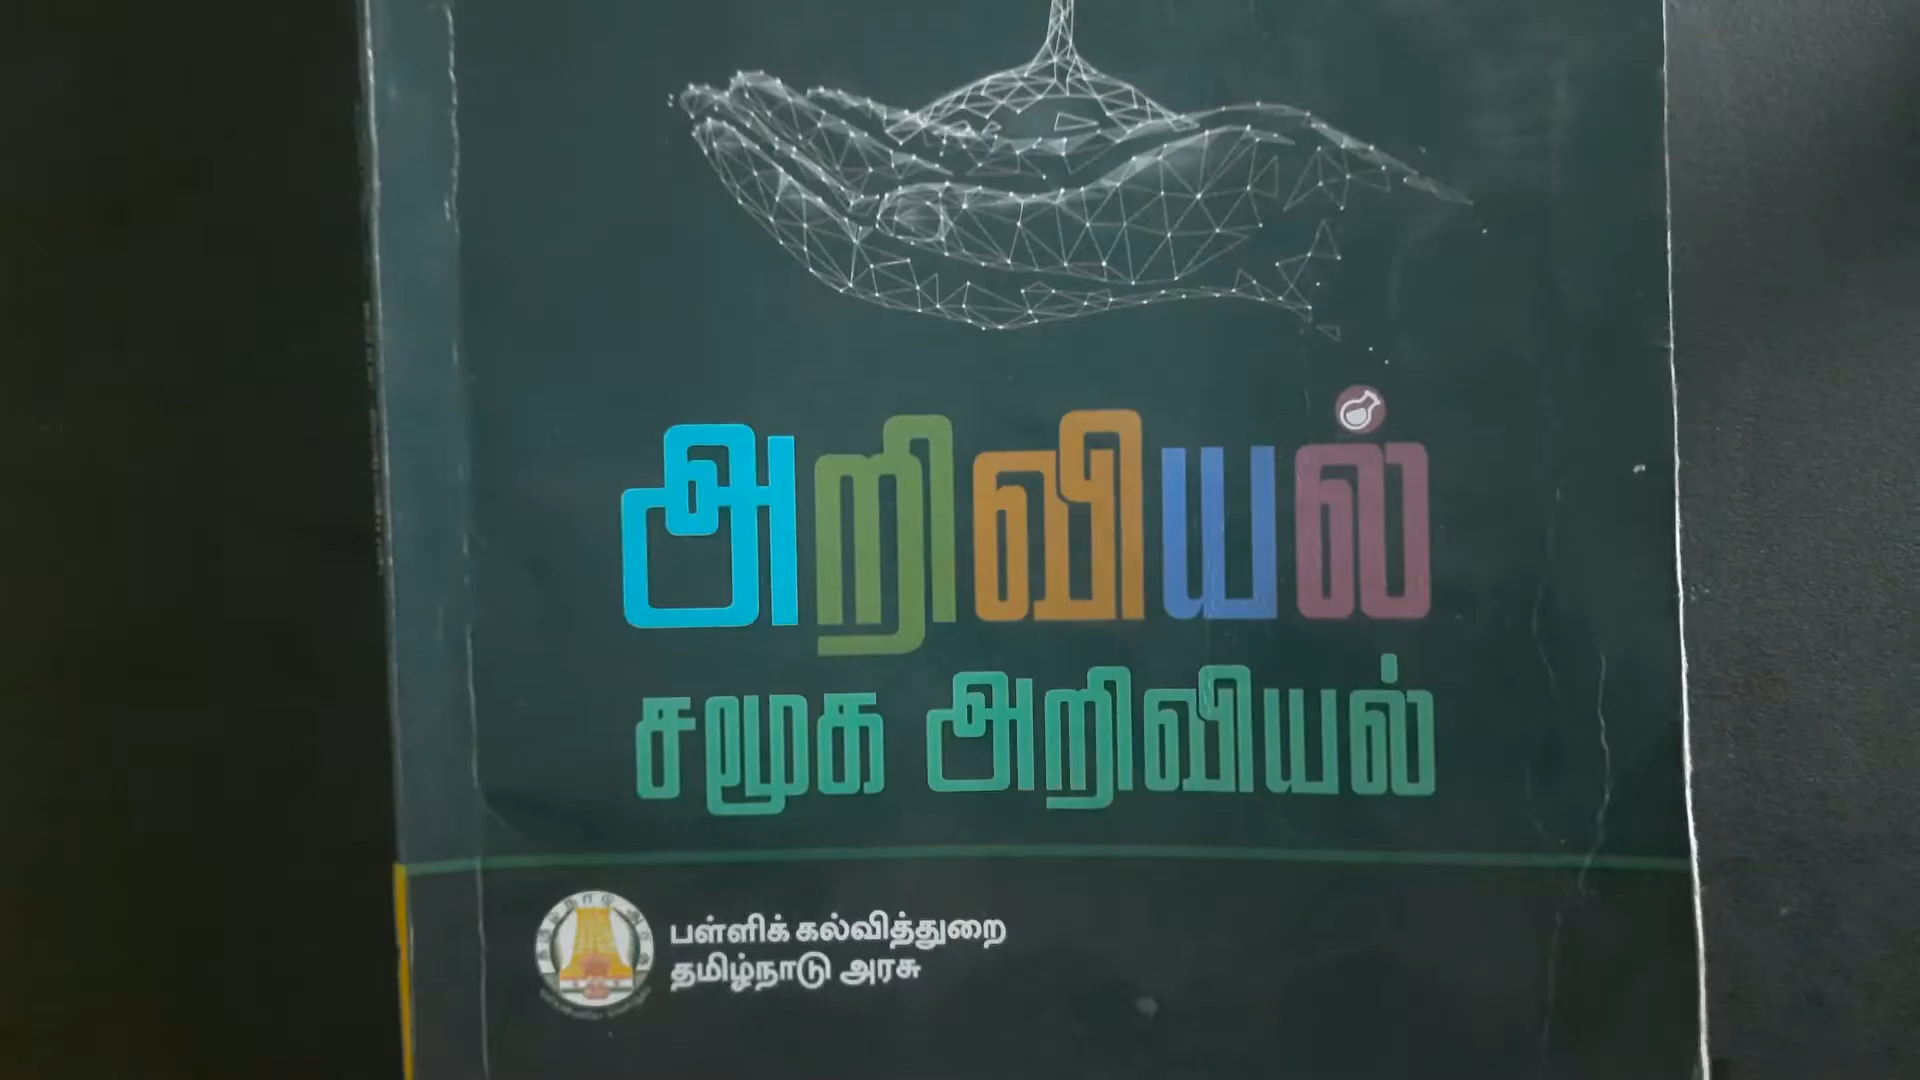 அறிவியல்
சமூக அறிவியல்
பள்ளிக் கல்வித்துறை
தமிழ்நாடு அரசு